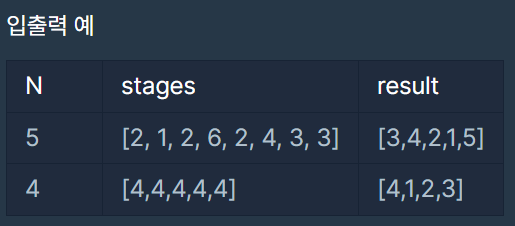 입출력 예
N stages result
5 [2, 1, 2, 6, 2, 4, 3, 3] [3,4,2,1,5]
4 [4,4,4,4,4] [4,1,2,3]